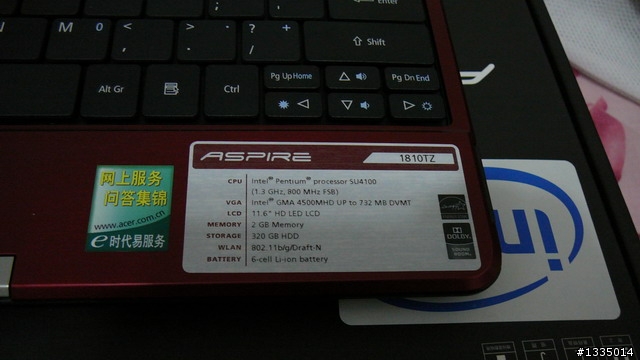 Enter
M 0 < , > . ? / + ⇧ Shift
Alt Gr Ctrl Pg Up Home Pg Dn End
ASPIRE 1810TZ
CPU Intel® Pentium® processor SU4100
(1.3 GHz, 800 MHz FSB)
VGA Intel® GMA 4500MHD UP to 732 MB DVMT
LCD 11.6" HD LED LCD
MEMORY 2 GB Memory
STORAGE 320 GB HDD
WLAN 802.11b/g/Draft-N
BATTERY 6-cell Li-ion battery
DOLBY
网上服务
问答集锦
www.acer.com.cn
e时代易服务
in
#1335014